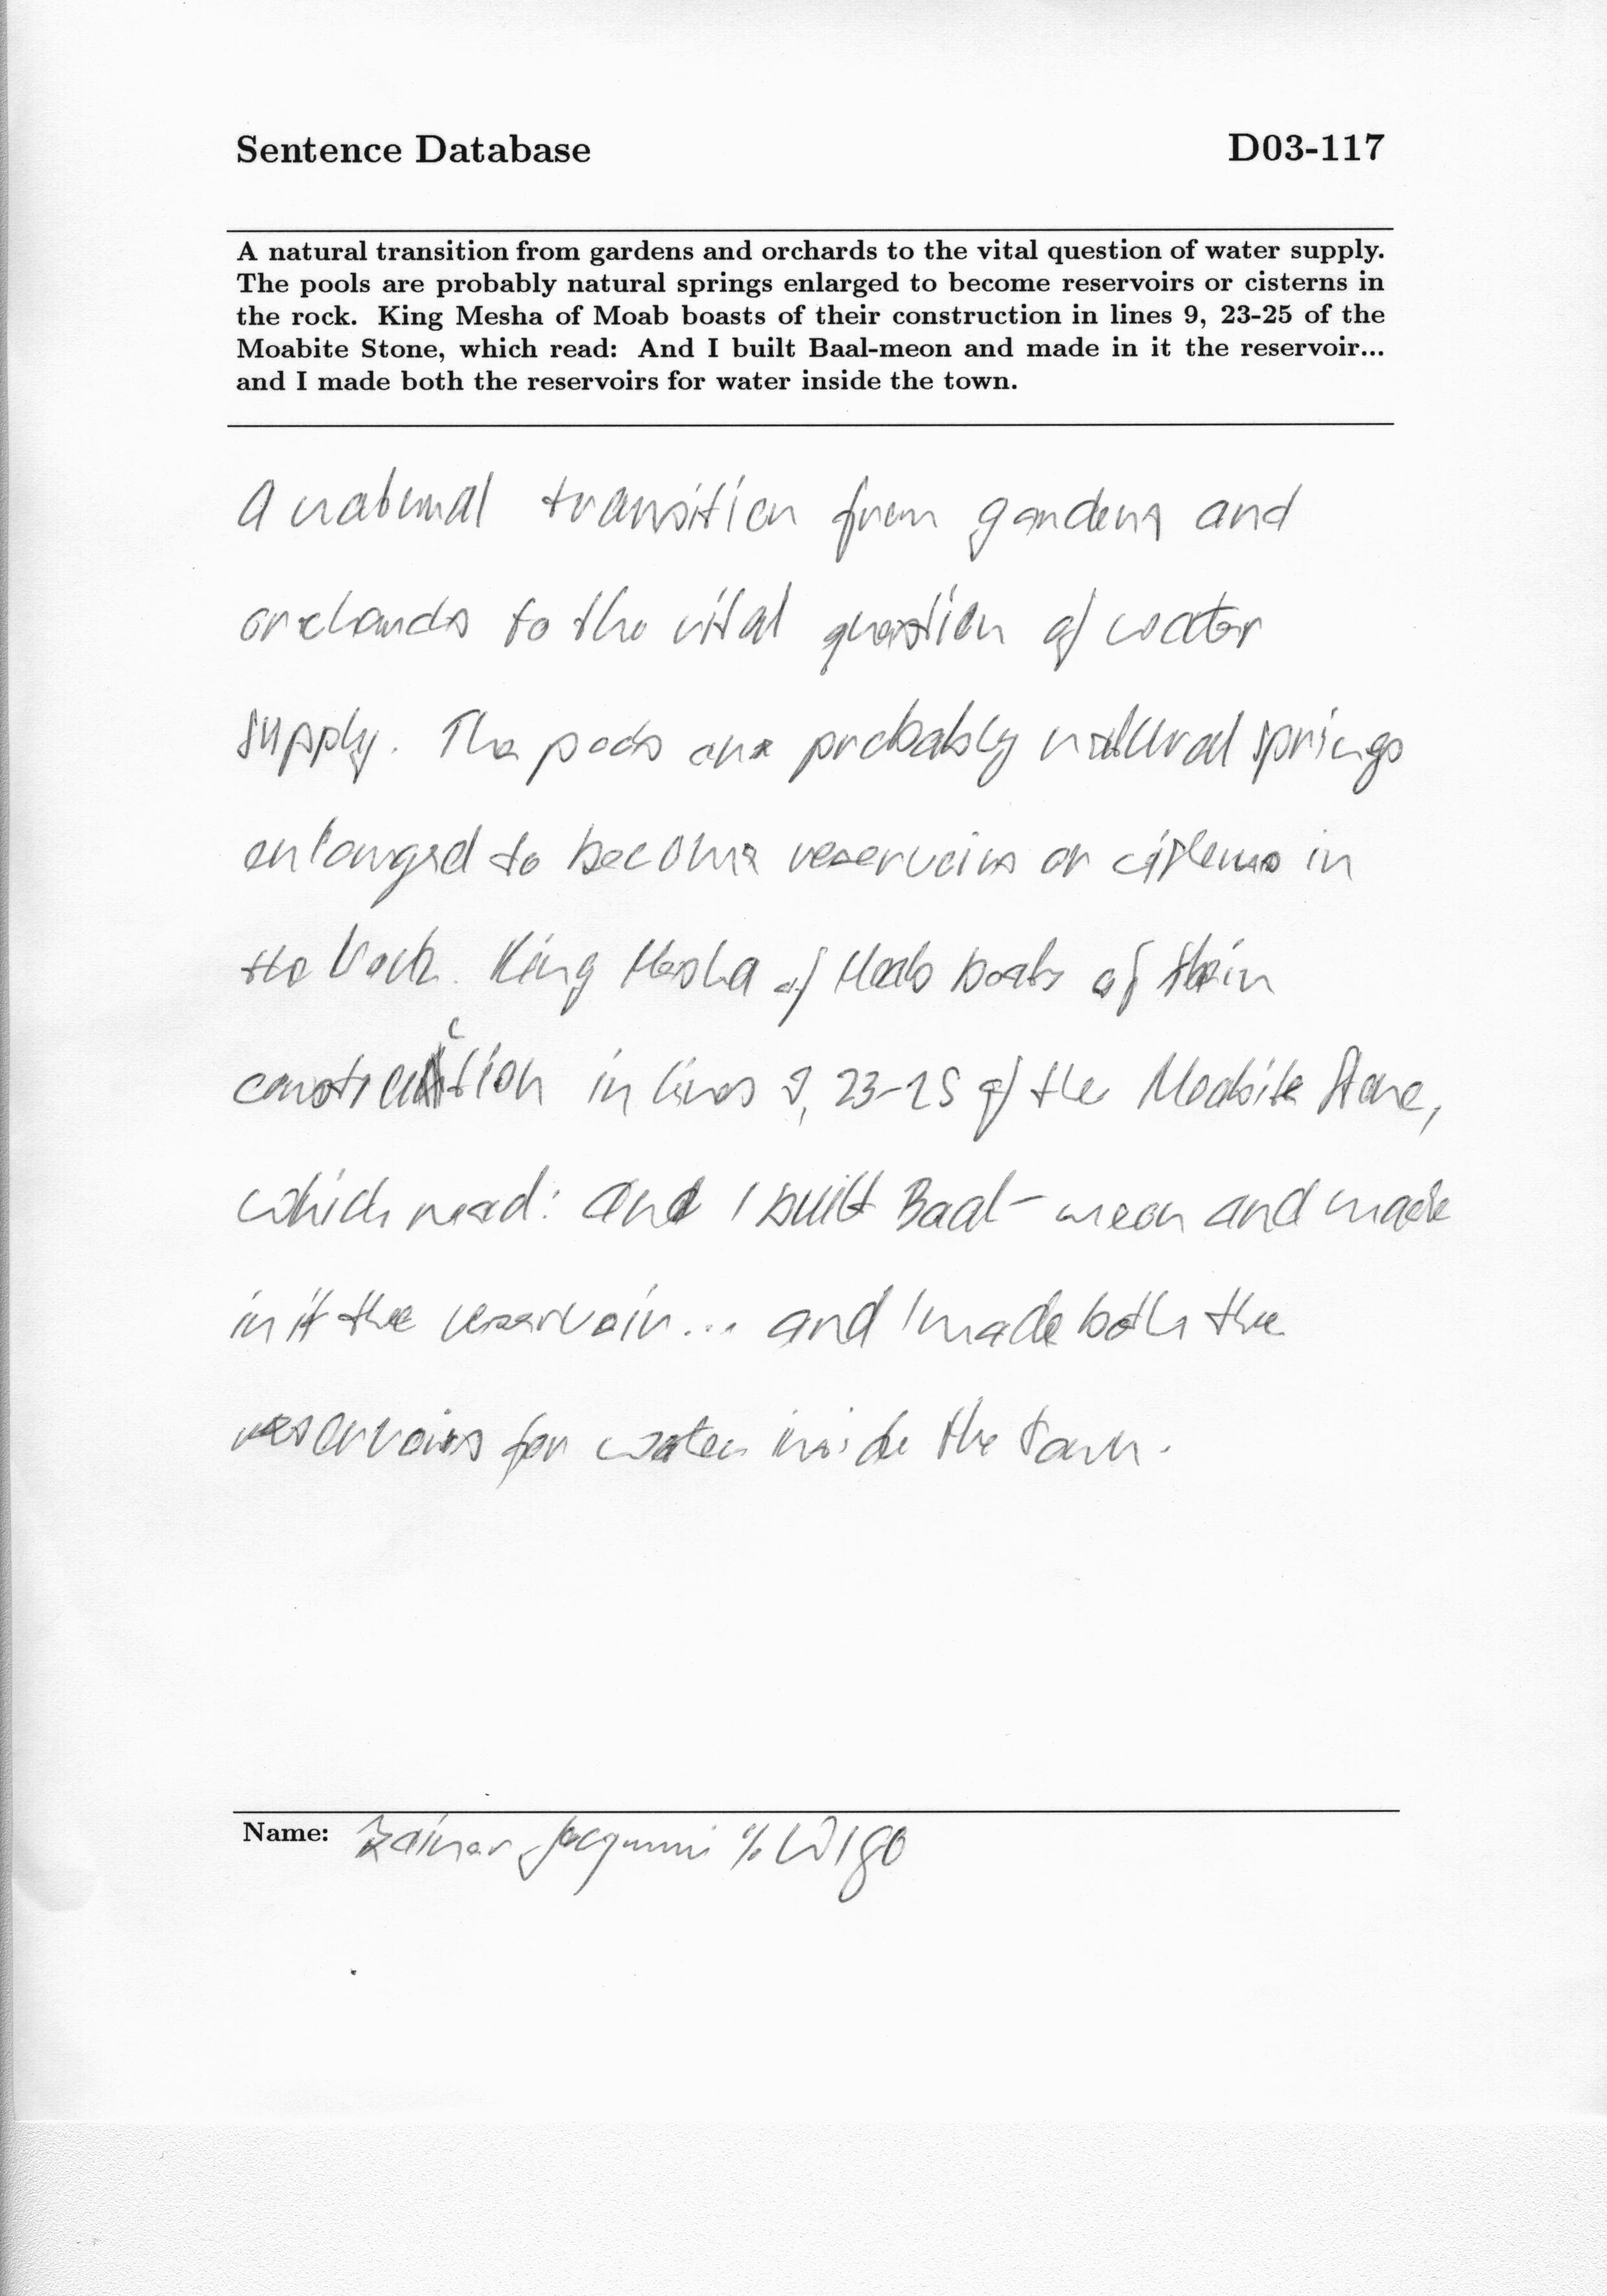 Sentence Database D03-117
A natural transition from gardens and orchards to the vital question of water supply.
The pools are probably natural springs enlarged to become reservoirs or cisterns in
the rock. King Mesha of Moab boasts of their construction in lines 9, 23-25 of the
Moabite Stone, which read: And I built Baal-meon and made in it the reservoir...
and I made both the reservoirs for water inside the town.
A natural transition from gardens and
orchards to the vital question of water
supply. The pools are probably natural springs
enlarged to become reservoirs or cisterns in
the rock. King Mesha of Moab boats of their
construction in lines 9, 23-25 of the Moabite Stone,
which read: And I built Baal-meon and made
in it the reservoir... and I made both the
reservoirs for water inside the town.
Name: